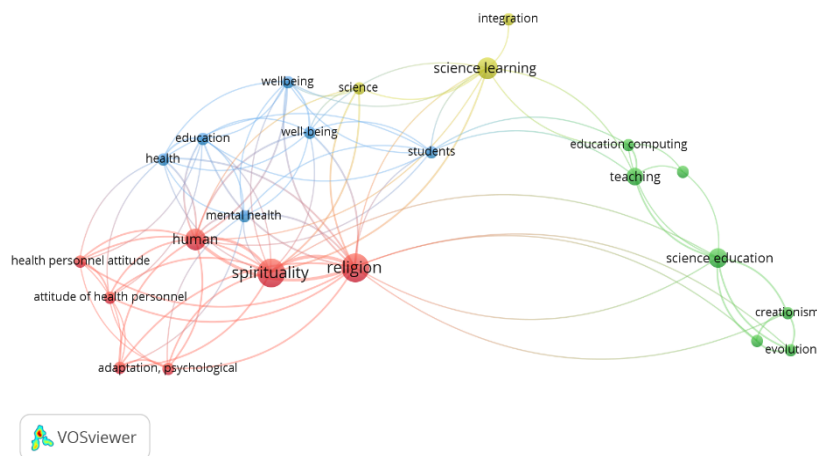 integration
science learning
wellbeing
science
well-being
education
students
health
education computing
teaching
mental health
human
science education
health personnel attitude
spirituality
religion
attitude of health personnel
creationism
evolution
adaptation, psychological
VOSviewer